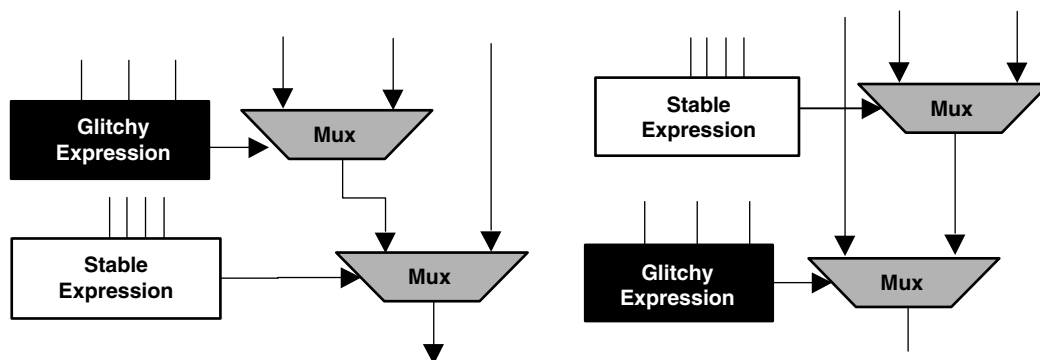 Glitchy
Expression
Mux
Stable
Expression
Mux
Stable
Expression
Mux
Glitchy
Expression
Mux